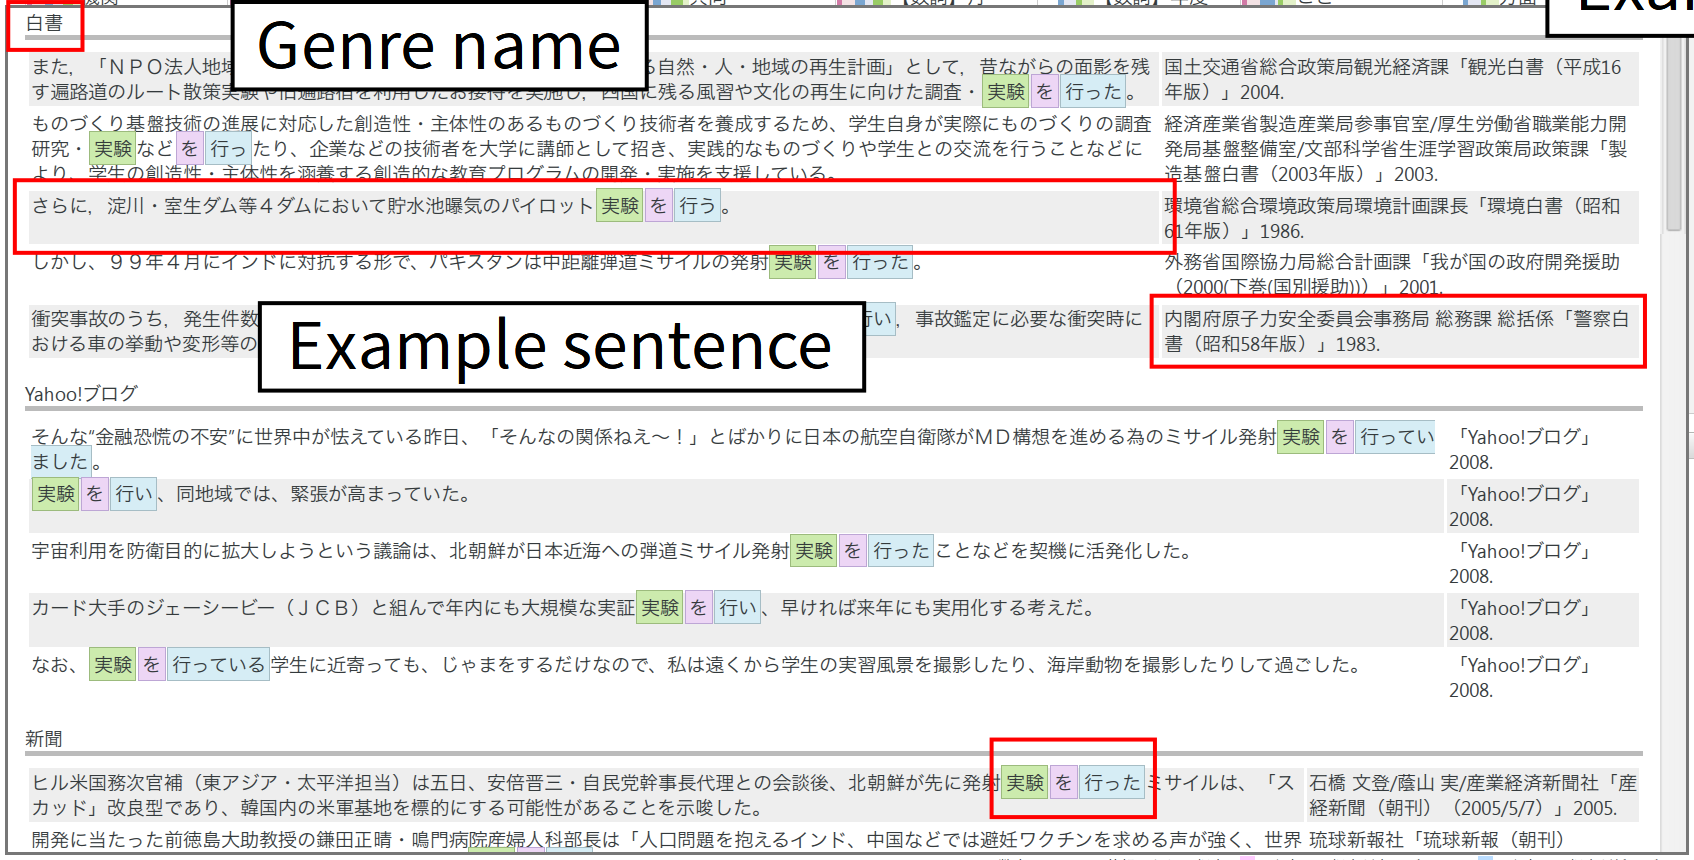 白書
Genre name
Exa
また，「ＮＰＯ法人地域
自然・人・地域の再生計画」として，昔ながらの面影を残
国土交通省総合政策局観光経済課「観光白書（平成16
す遍路道のルート散策実験や旧遍路宿を利用したお接待を実施し，四国に残る風習や文化の再生に向けた調査・実験を行った。
年版）」2004.
ものづくり基盤技術の進展に対応した創造性・主体性のあるものづくり技術者を養成するため、学生自身が実際にものづくりの調査
経済産業省製造産業局参事官室/厚生労働省職業能力開
研究・実験などを行ったり、企業などの技術者を大学に講師として招き、実践的なものづくりや学生との交流を行うことなどに
発局基盤整備室/文部科学省生涯学習政策局政策課「製
より、学生の創造性・主体性を涵養する創造的な教育プログラムの開発・実施を支援している。
造基盤白書（2003年版）」2003.
さらに，淀川・室生ダム等４ダムにおいて貯水池曝気のパイロット実験を行う。
環境省総合環境政策局環境計画課長「環境白書（昭和
61年版）」1986.
しかし、９９年４月にインドに対抗する形で、パキスタンは中距離弾道ミサイルの発射実験を行った。
外務省国際協力局総合計画課「我が国の政府開発援助
（2000(下巻(国別援助))）」2001.
衝突事故のうち，発生件数
行い，事故鑑定に必要な衝突時に
内閣府原子力安全委員会事務局 総務課 総括係「警察白
おける車の挙動や変形等の
書（昭和58年版）」1983.
Example sentence
Yahoo!ブログ
そんな“金融恐慌の不安”に世界中が怯えている昨日、「そんなの関係ねえ～！」とばかりに日本の航空自衛隊がＭＤ構想を進める為のミサイル発射実験を行ってい
「Yahoo!ブログ」
ました。
2008.
実験を行い、同地域では、緊張が高まっていた。
「Yahoo!ブログ」
2008.
宇宙利用を防衛目的に拡大しようという議論は、北朝鮮が日本近海への弾道ミサイル発射実験を行ったことなどを契機に活発化した。
「Yahoo!ブログ」
2008.
カード大手のジェーシービー（ＪＣＢ）と組んで年内にも大規模な実証実験を行い、早ければ来年にも実用化する考えだ。
「Yahoo!ブログ」
2008.
なお、実験を行っている学生に近寄っても、じゃまをするだけなので、私は遠くから学生の実習風景を撮影したり、海岸動物を撮影したりして過ごした。
「Yahoo!ブログ」
2008.
新聞
ヒル米国務次官補（東アジア・太平洋担当）は五日、安倍晋三・自民党幹事長代理との会談後、北朝鮮が先に発射実験を行ったミサイルは、「ス
石橋 文登/蔭山 実/産業経済新聞社「産
カッド」改良型であり、韓国内の米軍基地を標的にする可能性があることを示唆した。
経新聞（朝刊）（2005/5/7）」2005.
開発に当たった前徳島大助教授の鎌田正晴・鳴門病院産婦人科部長は「人口問題を抱えるインド、中国などでは避妊ワクチンを求める声が強く、世界
琉球新報社「琉球新報（朝刊）